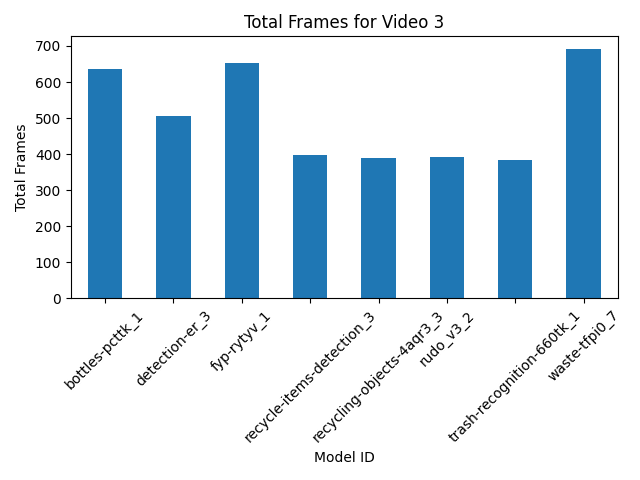 Total Frames for Video 3
Total Frames
700
600
500
400
300
200
100
0
bottles-pcttk_1
detection-er_3
fyp-rytyv_1
recycle-items-detection_3
recycling-objects-4aqr3_3
rudo_v3_2
trash-recognition-660tk_1
waste-tfpi0_7
Model ID